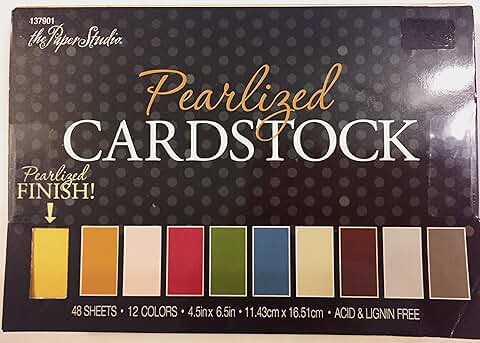 137901
the Paper Studio
Pearlized
CARDSTOCK
Pearlized
FINISH!
48 SHEETS • 12 COLORS • 4.5in x 6.5in • 11.43cm x 16.51cm • ACID & LIGNIN FREE